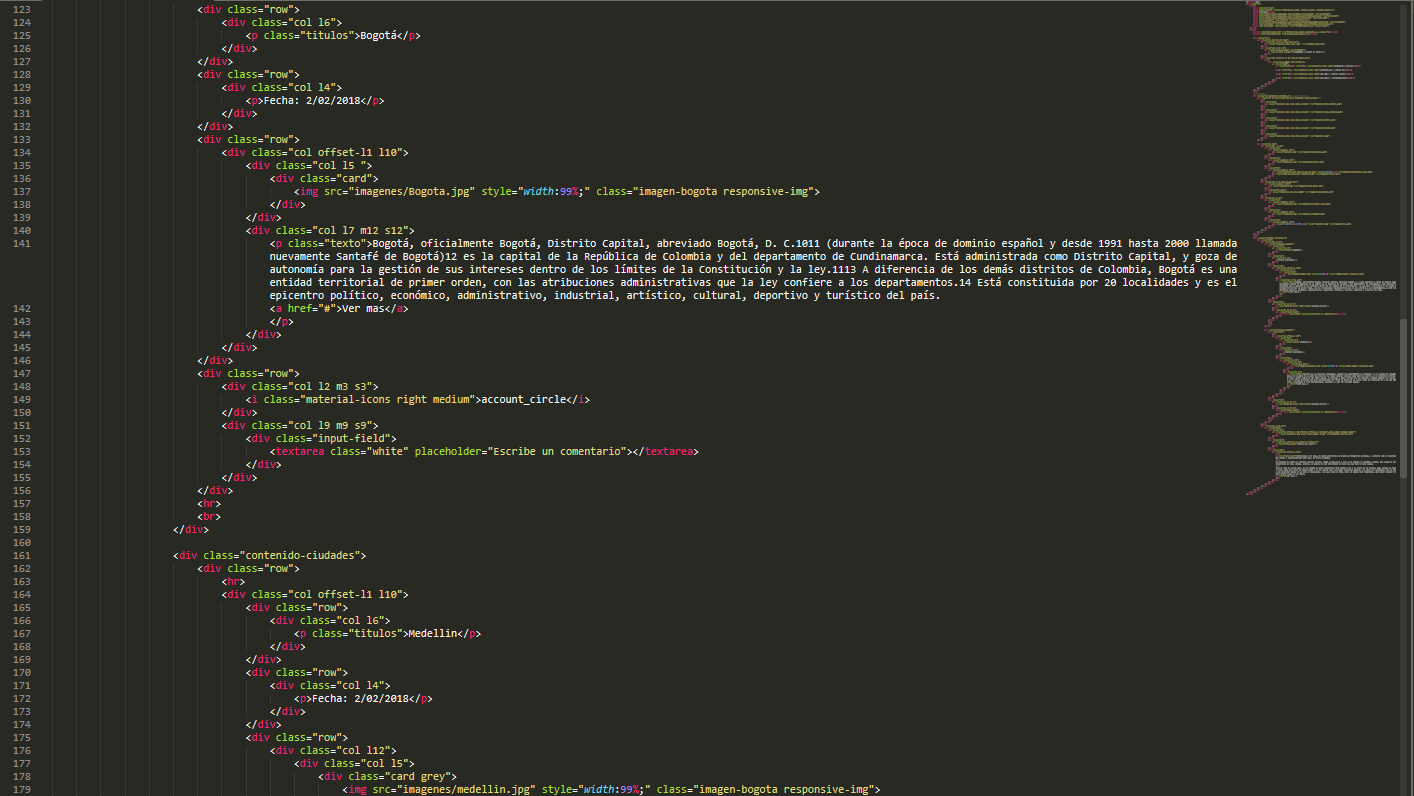 123 <div class="row">
124 <div class="col l6">
125 <p class="titulos">Bogotá</p>
126 </div>
127 </div>
128 <div class="row">
129 <div class="col l4">
130 <p>Fecha: 2/02/2018</p>
131 </div>
132 </div>
133 <div class="row">
134 <div class="col offset-l1 l10">
135 <div class="col l5 ">
136 <div class="card">
137 <img src="imagenes/Bogota.jpg" style="width:99%;" class="imagen-bogota responsive-img">
138 </div>
139 </div>
140 <div class="col l7 m12 s12">
141 <p class="texto">Bogotá, oficialmente Bogotá, Distrito Capital, abreviado Bogotá, D. C.1011 (durante la época de dominio español y desde 1991 hasta 2000 llamada
nuevamente Santafé de Bogotá)12 es la capital de la República de Colombia y del departamento de Cundinamarca. Está administrada como Distrito Capital, y goza de
autonomía para la gestión de sus intereses dentro de los límites de la Constitución y la ley.1113 A diferencia de los demás distritos de Colombia, Bogotá es una
entidad territorial de primer orden, con las atribuciones administrativas que la ley confiere a los departamentos.14 Está constituida por 20 localidades y es el
epicentro político, económico, administrativo, industrial, artístico, cultural, deportivo y turístico del país.
142 <a href="#">Ver mas</a>
143 </p>
144 </div>
145 </div>
146 </div>
147 <div class="row">
148 <div class="col l2 m3 s3">
149 <i class="material-icons right medium">account_circle</i>
150 </div>
151 <div class="col l9 m9 s9">
152 <div class="input-field">
153 <textarea class="white" placeholder="Escribe un comentario"></textarea>
154 </div>
155 </div>
156 </div>
157 <hr>
158 <br>
159 </div>
160
161 <div class="contenido-ciudades">
162 <div class="row">
163 <hr>
164 <div class="col offset-l1 l10">
165 <div class="row">
166 <div class="col l6">
167 <p class="titulos">Medellin</p>
168 </div>
169 </div>
170 <div class="row">
171 <div class="col l4">
172 <p>Fecha: 2/02/2018</p>
173 </div>
174 </div>
175 <div class="row">
176 <div class="col l12">
177 <div class="col l5">
178 <div class="card grey">
179 <img src="imagenes/medellin.jpg" style="width:99%;" class="imagen-bogota responsive-img">